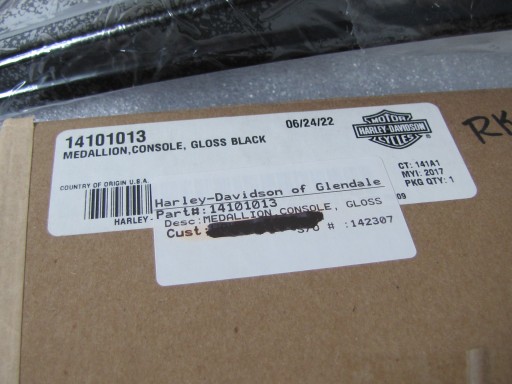 14101013
06/24/22
MEDALLION,CONSOLE, GLOSS BLACK
MOTOR
HARLEY-DAVIDSON
CYCLES
RK
COUNTRY OF ORIGIN U.S.A.
CT: 141A1
MYI: 2017
PKG QTY: 1
09
HARLEY-
Harley-Davidson of Glendale
Part#:14101013
Desc:MEDALLION,CONSOLE, GLOSS
Cust: S/O # :142307